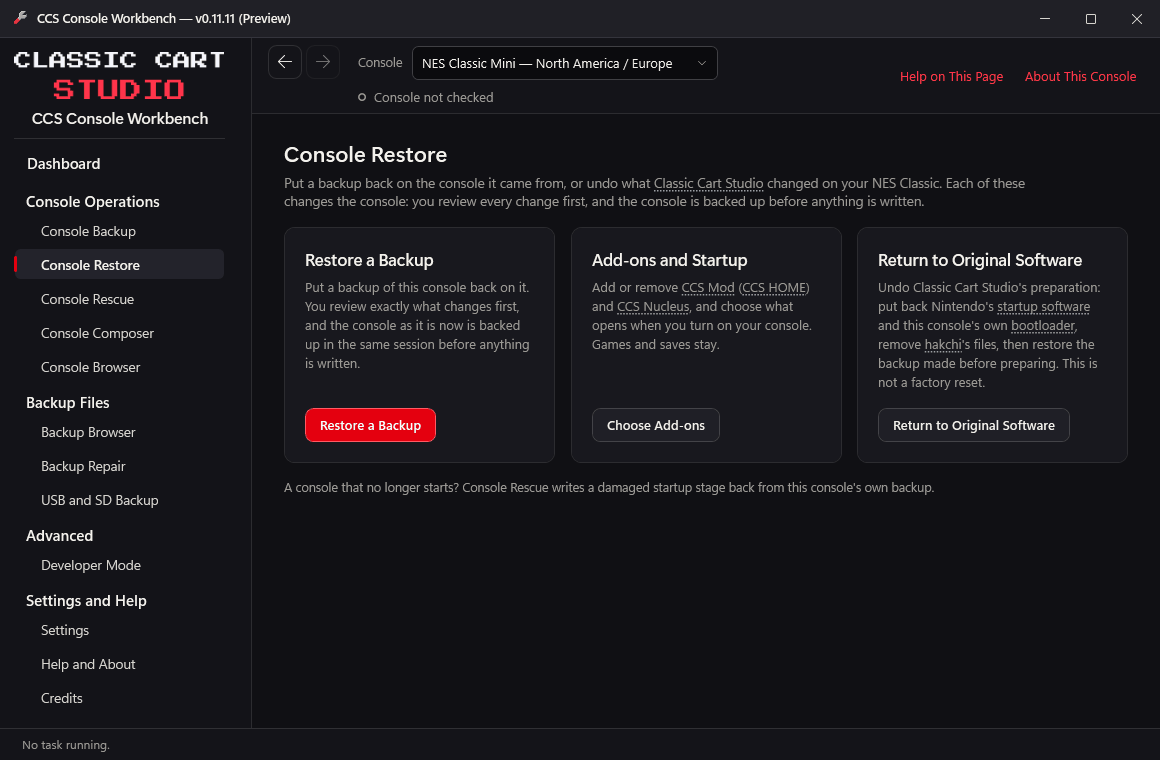 CCS Console Workbench — v0.11.11 (Preview)
CLASSIC CART
STUDIO
CCS Console Workbench
Dashboard
Console Operations
Console Backup
Console Restore
Console Rescue
Console Composer
Console Browser
Backup Files
Backup Browser
Backup Repair
USB and SD Backup
Advanced
Developer Mode
Settings and Help
Settings
Help and About
Credits
Console
NES Classic Mini — North America / Europe
Console not checked
Help on This Page
About This Console
Console Restore
Put a backup back on the console it came from, or undo what Classic Cart Studio changed on your NES Classic. Each of these
changes the console: you review every change first, and the console is backed up before anything is written.
Restore a Backup
Put a backup of this console back on it.
You review exactly what changes first,
and the console as it is now is backed
up in the same session before anything
is written.
Restore a Backup
Add-ons and Startup
Add or remove CCS Mod (CCS HOME)
and CCS Nucleus, and choose what
opens when you turn on your console.
Games and saves stay.
Choose Add-ons
Return to Original Software
Undo Classic Cart Studio's preparation:
put back Nintendo's startup software
and this console's own bootloader,
remove hakchi's files, then restore the
backup made before preparing. This is
not a factory reset.
Return to Original Software
A console that no longer starts? Console Rescue writes a damaged startup stage back from this console's own backup.
No task running.